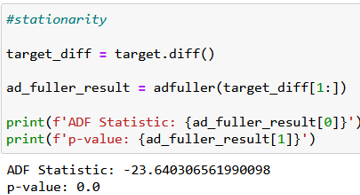 #stationarity
target_diff = target.diff()
ad_fuller_result = adfuller(target_diff[1:])
print(f'ADF Statistic: {ad_fuller_result[0]}')
print(f'p-value: {ad_fuller_result[1]}')
ADF Statistic: -23.640306561990098
p-value: 0.0